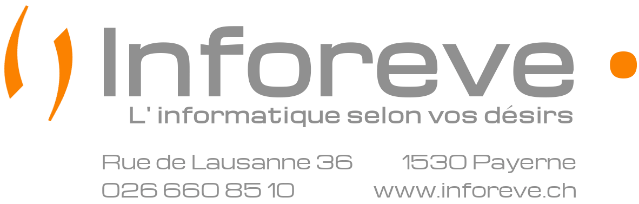 Inforeve
L' informatique selon vos désirs
Rue de Lausanne 36 1530 Payerne
026 660 85 10 www.inforeve.ch